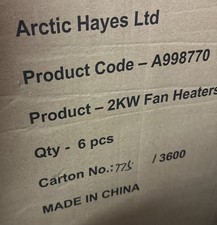 Arctic Hayes Ltd
Product Code – A998770
Product – 2KW Fan Heaters
Qty - 6 pcs
Carton No.: 775 / 3600
MADE IN CHINA